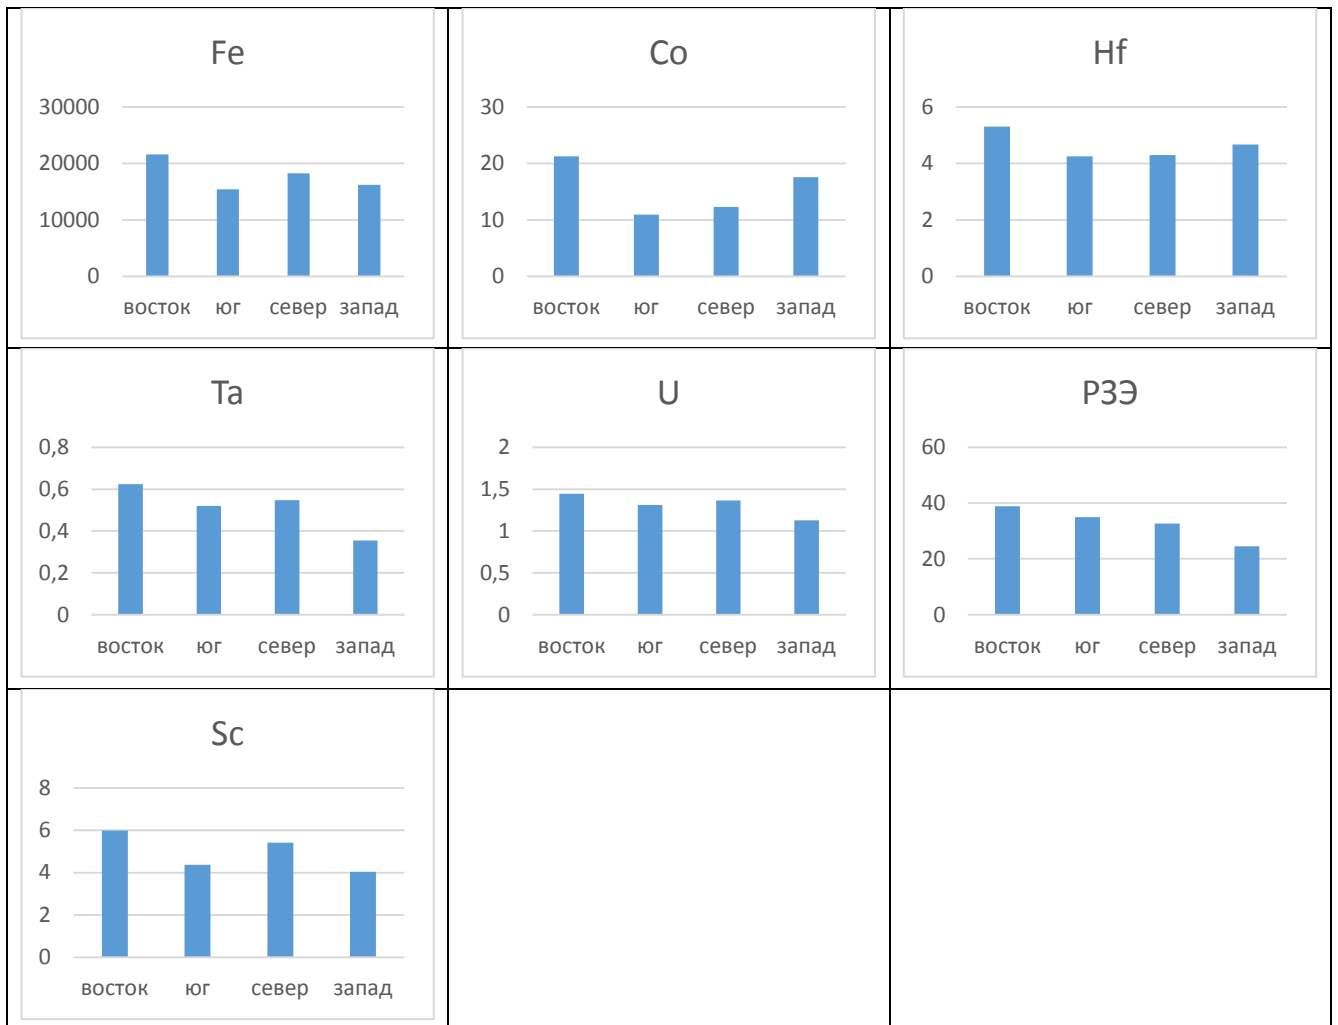 Fe
30000
20000
10000
0
восток юг север запад
Co
30
20
10
0
восток юг север запад
Hf
6
4
2
0
восток юг север запад
Ta
0,8
0,6
0,4
0,2
0
восток юг север запад
U
2
1,5
1
0,5
0
восток юг север запад
РЗЭ
60
40
20
0
восток юг север запад
Sc
8
6
4
2
0
восток юг север запад